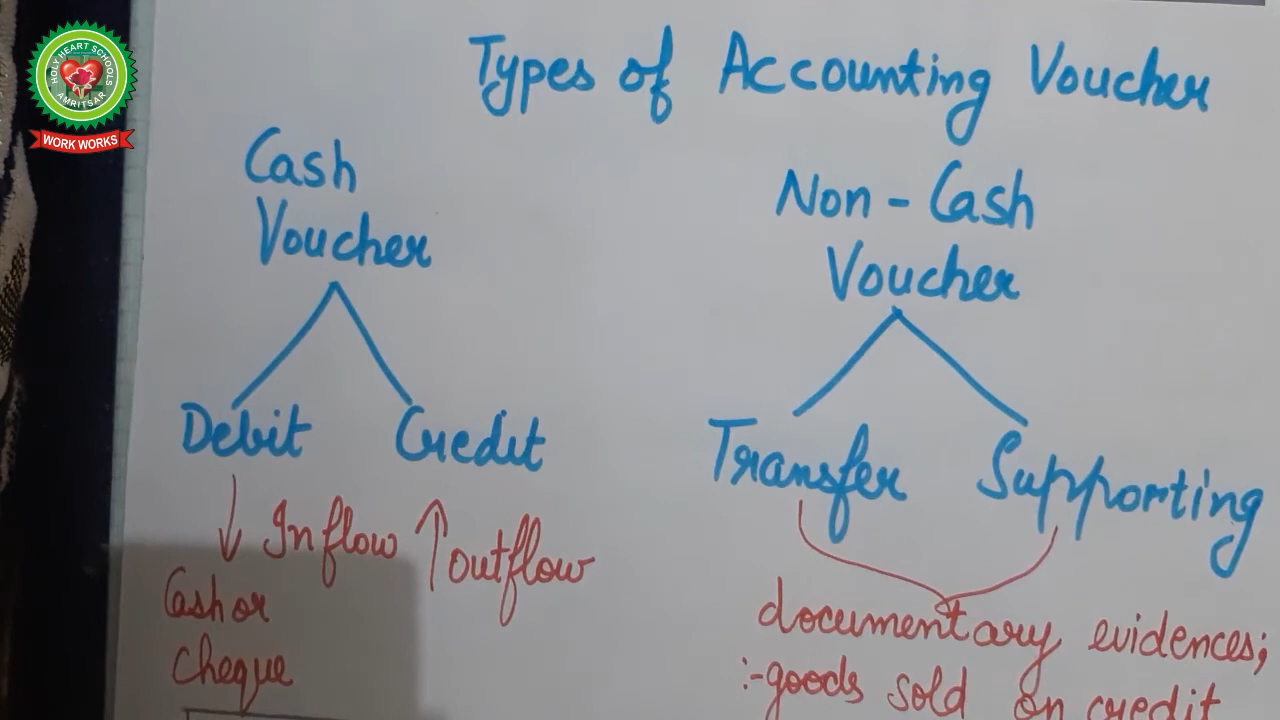 HOLY HEART SCHOOLS
AMRITSAR
WORK WORKS
Types of Accounting Voucher
Cash
Voucher
Non-Cash
Voucher
Debit Credit
Transfer Supporting
Inflow outflow
Cash or
cheque
documentary evidences;
:-goods sold on credit